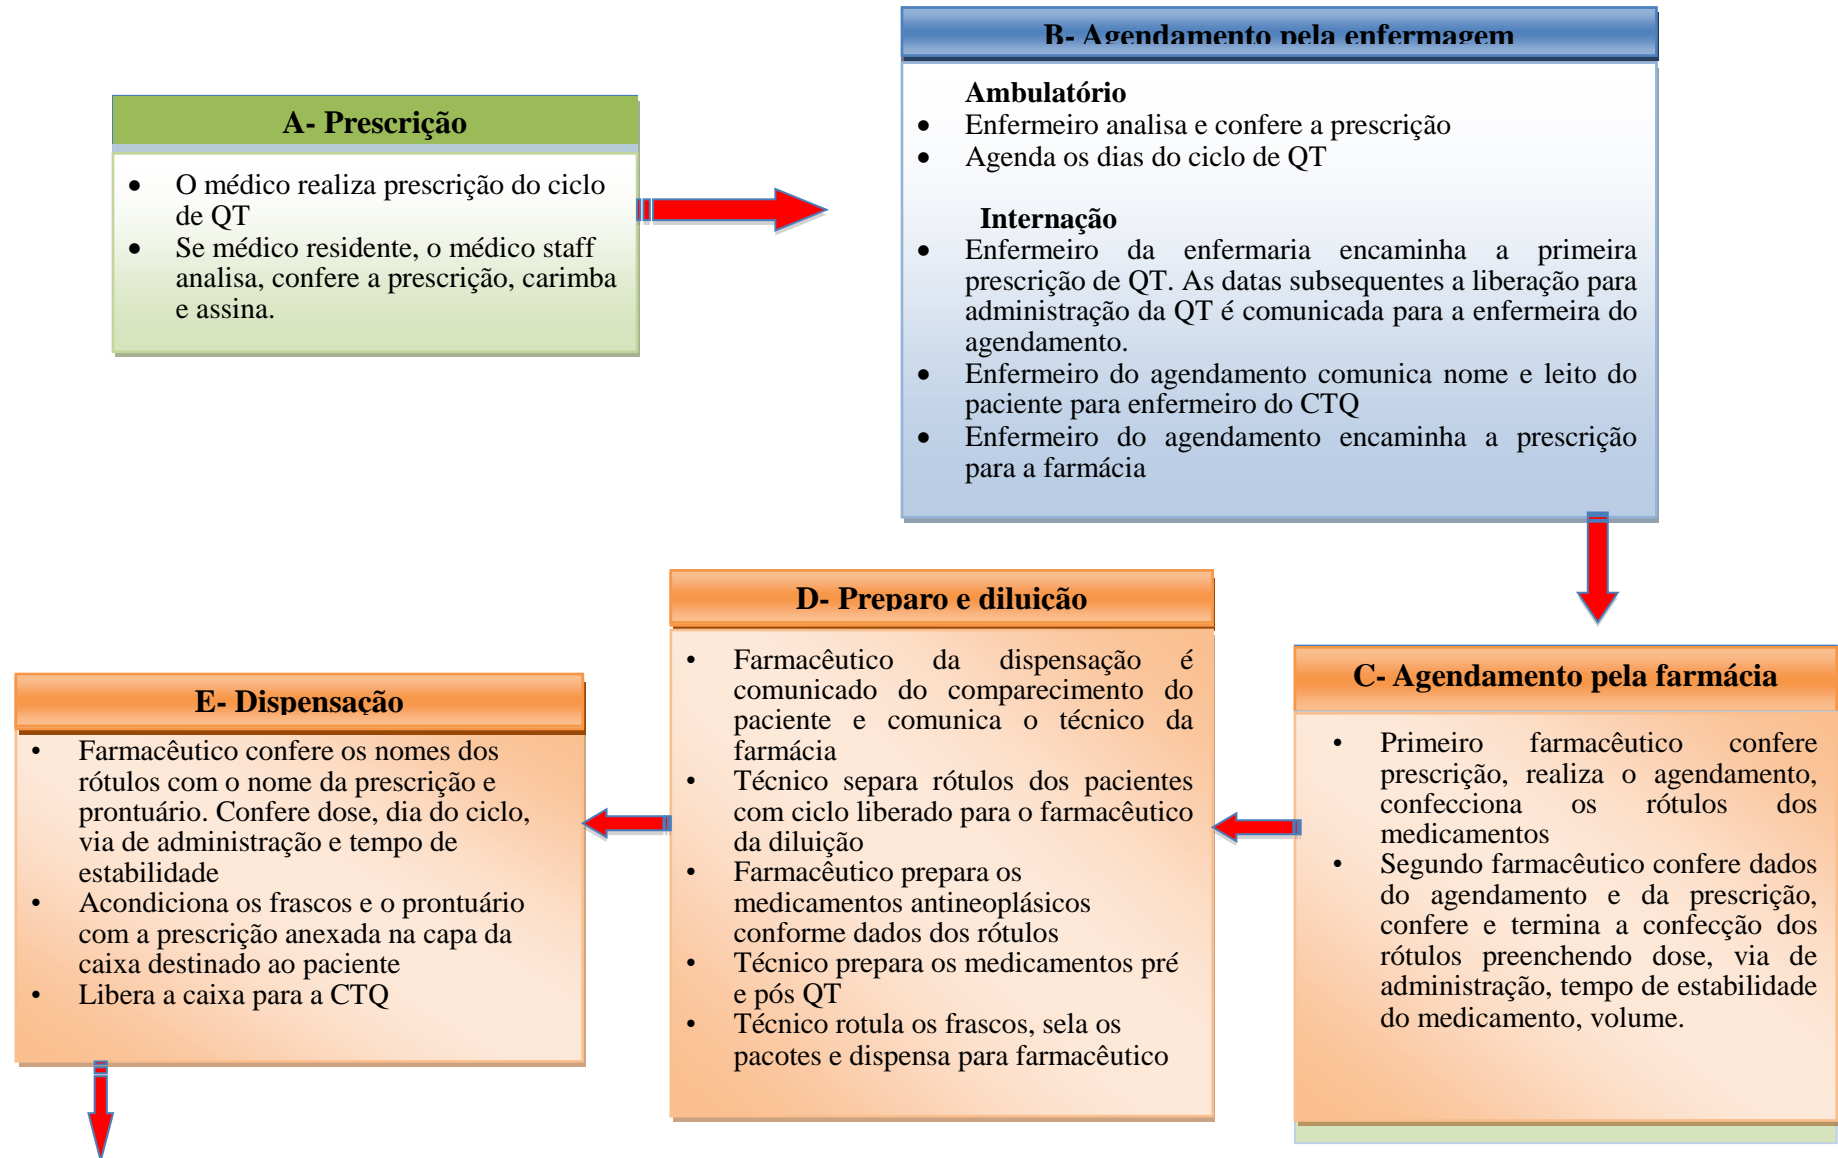 A- Prescrição
• O médico realiza prescrição do ciclo
de QT
• Se médico residente, o médico staff
analisa, confere a prescrição, carimba
e assina.
B- Agendamento pela enfermagem
Ambulatório
• Enfermeiro analisa e confere a prescrição
• Agenda os dias do ciclo de QT
Internação
• Enfermeiro da enfermaria encaminha a primeira
prescrição de QT. As datas subsequentes a liberação para
administração da QT é comunicada para a enfermeira do
agendamento.
• Enfermeiro do agendamento comunica nome e leito do
paciente para enfermeiro do CTQ
• Enfermeiro do agendamento encaminha a prescrição
para a farmácia
C- Agendamento pela farmácia
• Primeiro farmacêutico confere
prescrição, realiza o agendamento,
confecciona os rótulos dos
medicamentos
• Segundo farmacêutico confere dados
do agendamento e da prescrição,
confere e termina a confecção dos
rótulos preenchendo dose, via de
administração, tempo de estabilidade
do medicamento, volume.
D- Preparo e diluição
• Farmacêutico da dispensação é
comunicado do comparecimento do
paciente e comunica o técnico da
farmácia
• Técnico separa rótulos dos pacientes
com ciclo liberado para o farmacêutico
da diluição
• Farmacêutico prepara os
medicamentos antineoplásicos
conforme dados dos rótulos
• Técnico prepara os medicamentos pré
e pós QT
• Técnico rotula os frascos, sela os
pacotes e dispensa para farmacêutico
E- Dispensação
• Farmacêutico confere os nomes dos
rótulos com o nome da prescrição e
prontuário. Confere dose, dia do ciclo,
via de administração e tempo de
estabilidade
• Acondiciona os frascos e o prontuário
com a prescrição anexada na capa da
caixa destinado ao paciente
• Libera a caixa para a CTQ